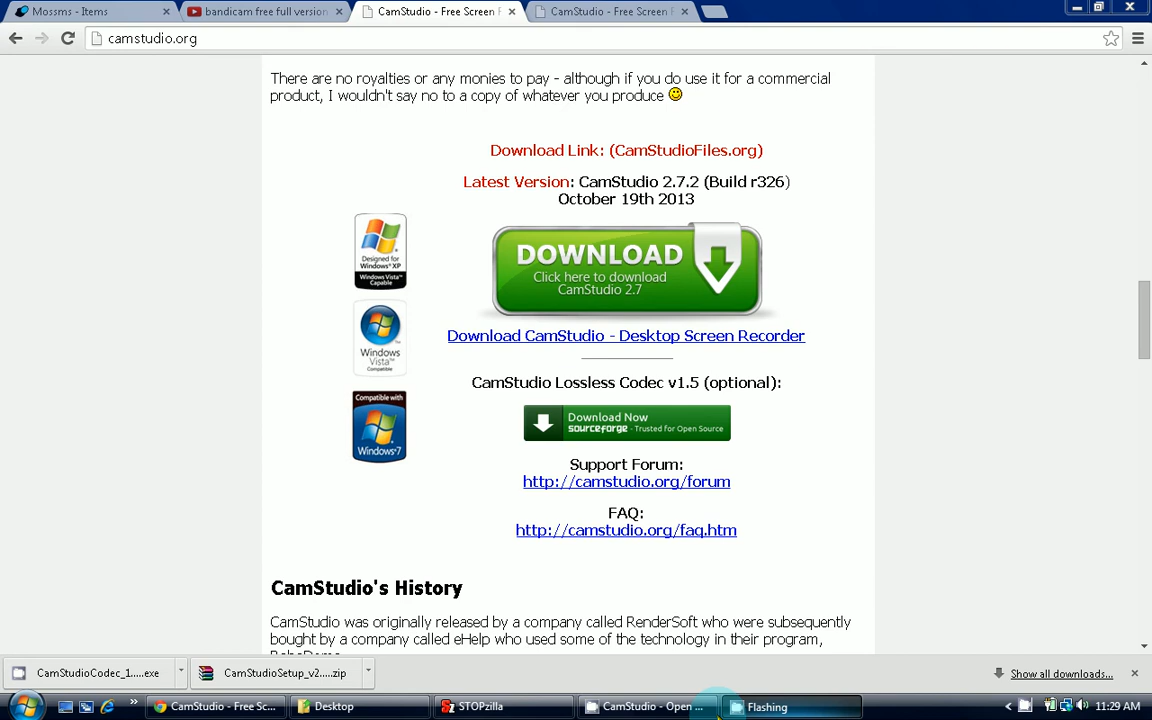 Mossms - Items
bandicam free full version
CamStudio - Free Screen F
CamStudio - Free Screen F
camstudio.org
There are no royalties or any monies to pay - although if you do use it for a commercial
product, I wouldn't say no to a copy of whatever you produce
Download Link: (CamStudioFiles.org)
Latest Version: CamStudio 2.7.2 (Build r326)
October 19th 2013
Designed for
Windows® XP
Windows Vista™
Capable
DOWNLOAD
Click here to download
CamStudio 2.7
Download CamStudio - Desktop Screen Recorder
Windows
Vista™
Compatible
CamStudio Lossless Codec v1.5 (optional):
Compatible with
Windows®7
Download Now
sourceforge - Trusted for Open Source
Support Forum:
http://camstudio.org/forum
FAQ:
http://camstudio.org/faq.htm
CamStudio's History
CamStudio was originally released by a company called RenderSoft who were subsequently
bought by a company called eHelp who used some of the technology in their program,
CamStudioCodec_1.....exe
CamStudioSetup_v2....zip
Show all downloads...
CamStudio - Free Sc...
Desktop
STOPzilla
CamStudio - Open ...
Flashing
11:29 AM